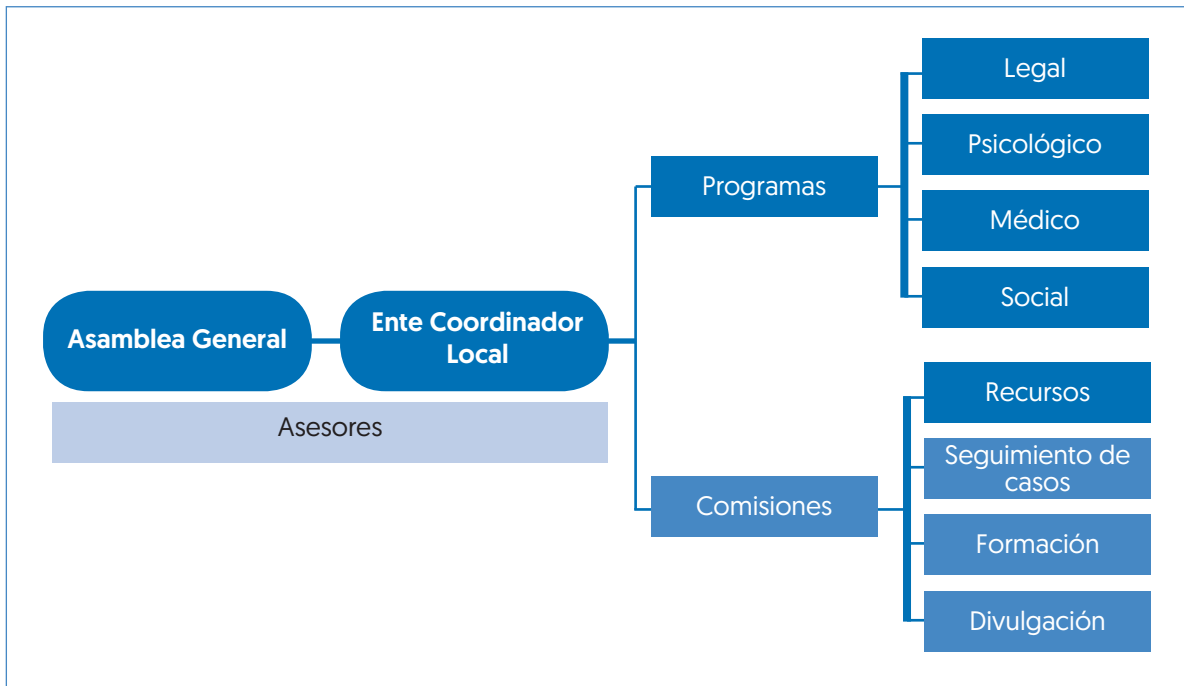 Asamblea General
Ente Coordinador
Local
Asesores
Programas
Legal
Psicológico
Médico
Social
Comisiones
Recursos
Seguimiento de
casos
Formación
Divulgación